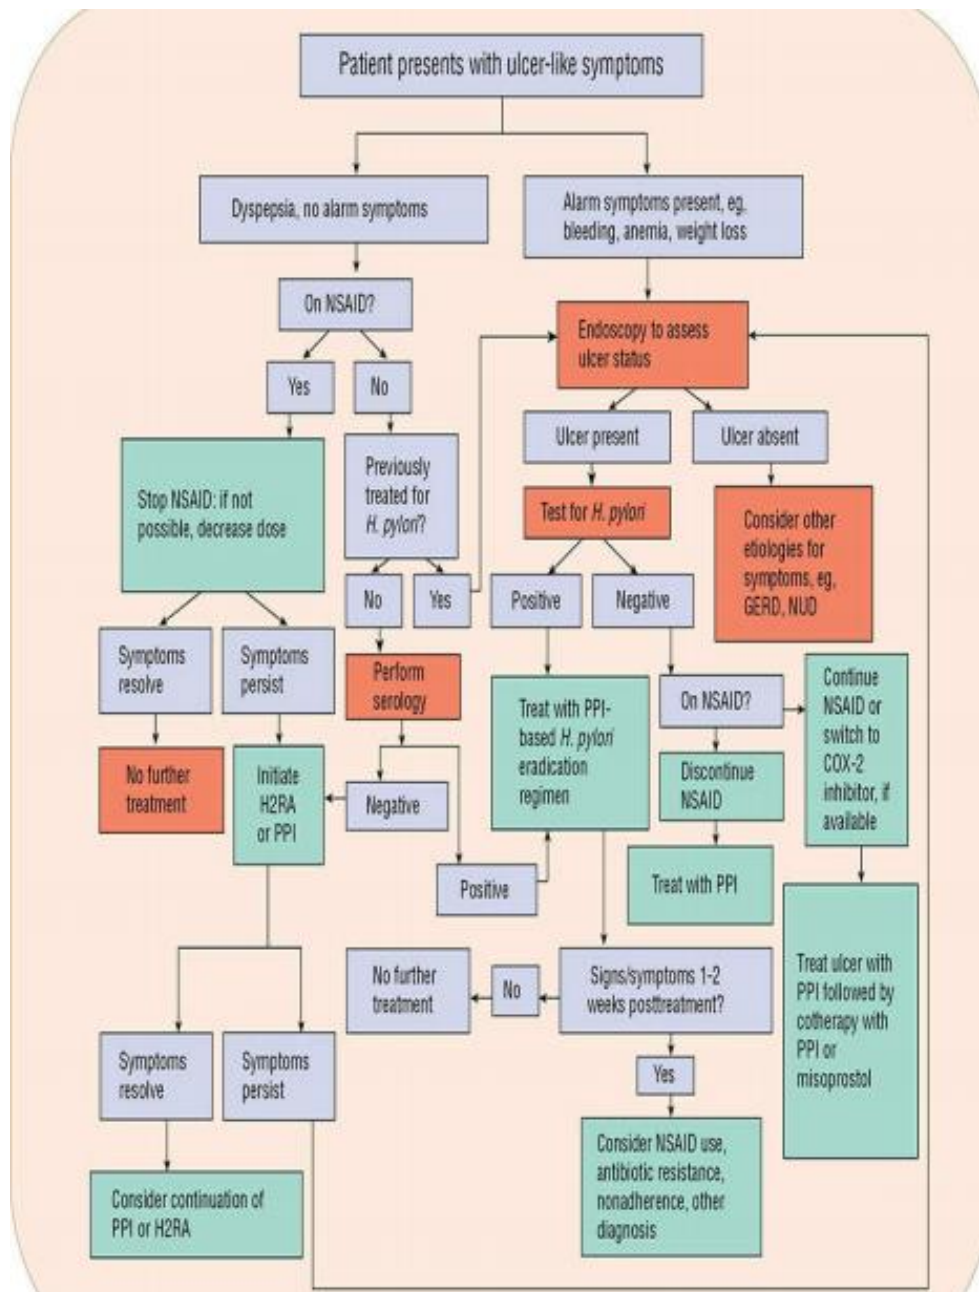 Patient presents with ulcer-like symptoms
Dyspepsia, no alarm symptoms
Alarm symptoms present, eg,
bleeding, anemia, weight loss
On NSAID?
Endoscopy to assess
ulcer status
Yes
No
Ulcer present
Ulcer absent
Stop NSAID: if not
possible, decrease dose
Previously
treated for
H. pylori?
Test for H. pylori
Consider other
etiologies for
symptoms, eg,
GERD, NUD
No
Yes
Positive
Negative
Symptoms
resolve
Symptoms
persist
Perform
serology
Treat with PPI-
based H. pylori
eradication
regimen
On NSAID?
Continue
NSAID or
switch to
COX-2
inhibitor, if
available
No further
treatment
Initiate
H2RA
or PPI
Negative
Discontinue
NSAID
Positive
Treat with PPI
No further
treatment
No
Signs/symptoms 1-2
weeks posttreatment?
Treat ulcer with
PPI followed by
cotherapy with
PPI or
misoprostol
Symptoms
resolve
Symptoms
persist
Yes
Consider continuation of
PPI or H2RA
Consider NSAID use,
antibiotic resistance,
nonadherence, other
diagnosis